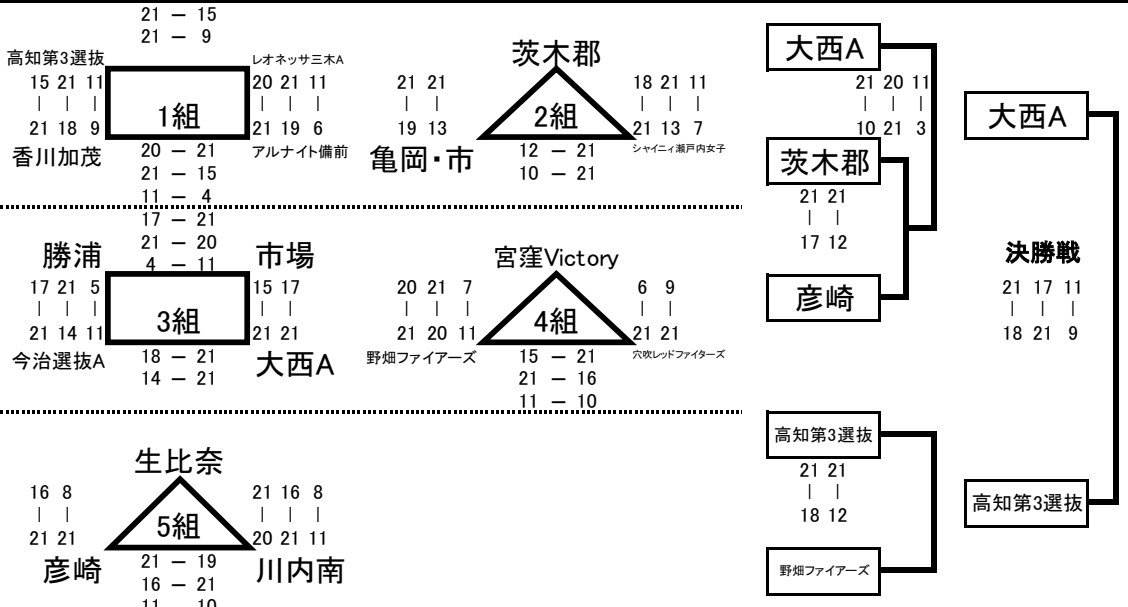 21 － 15
21 － 9
高知第3選抜
レオネッサ三木A
15 21 11
| | |
21 18 9
1組
20 21 11
| | |
21 19 6
香川加茂
アルナイト備前
20 － 21
21 － 15
11 － 4
茨木郡
21 21
| |
19 13
2組
18 21 11
| | |
21 13 7
亀岡・市
シャイニィ瀬戸内女子
12 － 21
10 － 21
17 － 21
21 － 20
4 － 11
勝浦
市場
17 21 5
| | |
21 14 11
3組
15 17
| |
21 21
今治選抜A
大西A
18 － 21
14 － 21
宮窪Victory
20 21 7
| | |
21 20 11
4組
6 9
| |
21 21
野畑ファイアーズ
穴吹レッドファイターズ
15 － 21
21 － 16
11 － 10
生比奈
16 8
| |
21 21
5組
21 16 8
| | |
20 21 11
彦崎
川内南
21 － 19
16 － 21
11 － 10
大西A
21 20 11
| | |
10 21 3
茨木郡
21 21
| |
17 12
彦崎
大西A
決勝戦
21 17 11
| | |
18 21 9
高知第3選抜
21 21
| |
18 12
高知第3選抜
野畑ファイアーズ